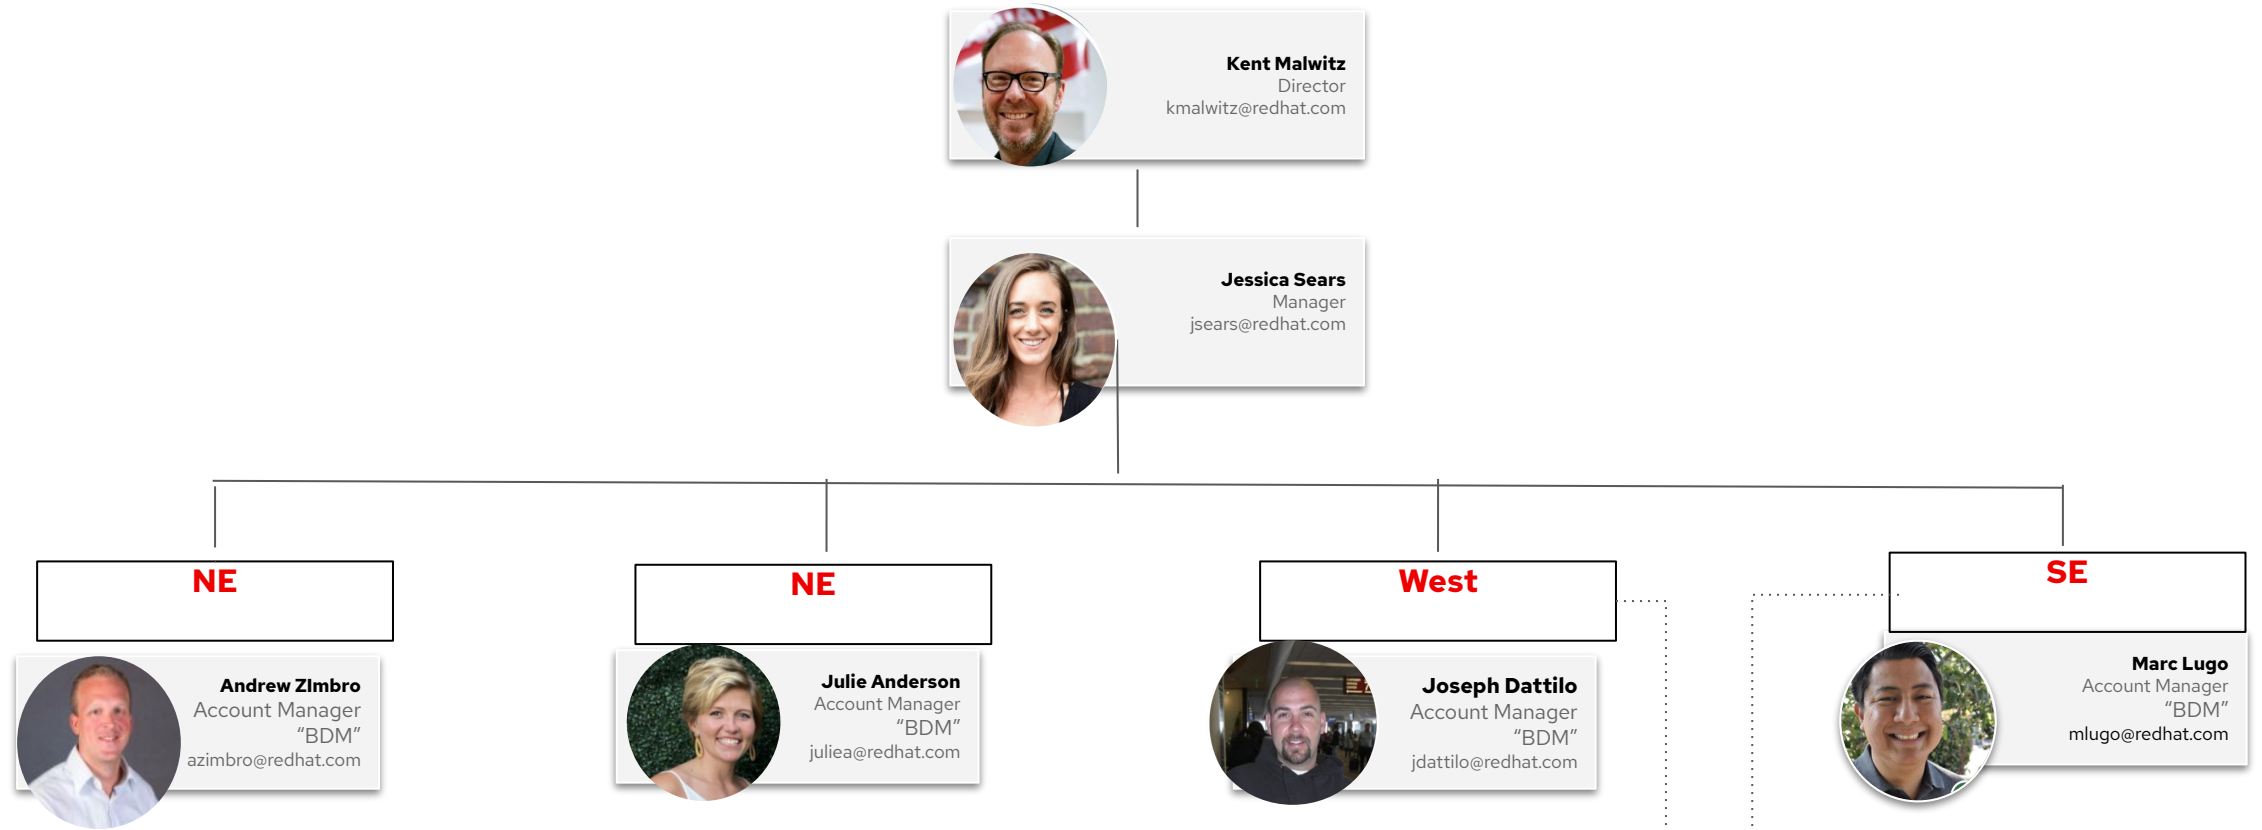 Kent Malwitz
Director
kmalwitz@redhat.com
Jessica Sears
Manager
jsears@redhat.com
NE
NE
West
SE
Andrew ZImbro
Account Manager
“BDM”
azimbro@redhat.com
Julie Anderson
Account Manager
“BDM”
juliea@redhat.com
Joseph Dattilo
Account Manager
“BDM”
jdattilo@redhat.com
Marc Lugo
Account Manager
“BDM”
mlugo@redhat.com